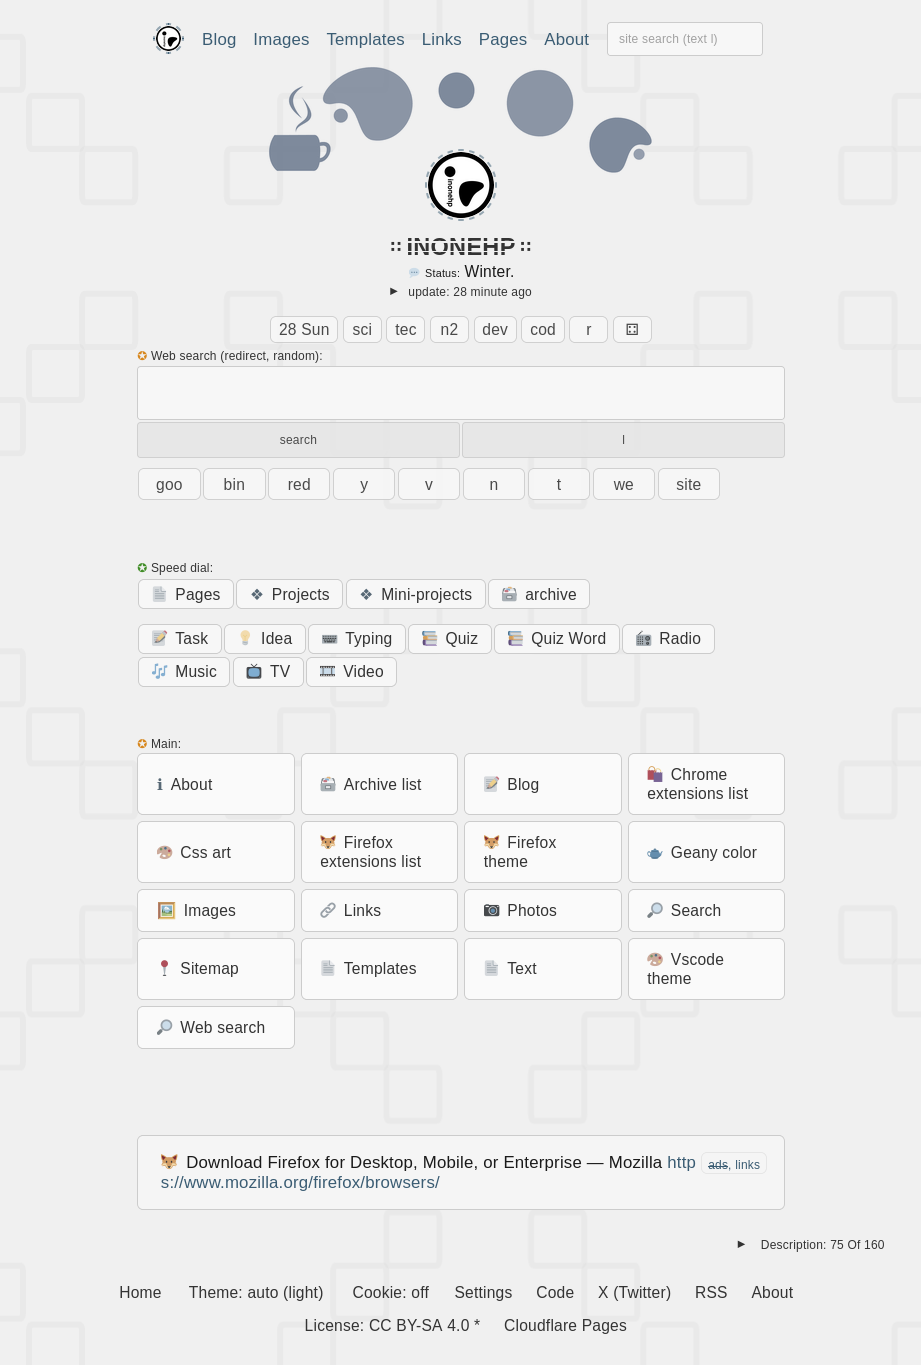 Blog Images Templates Links Pages About site search (text l)
inonehp
:: INONEHP ::
Status: Winter.
► update: 28 minute ago
28 Sun sci tec n2 dev cod r
✪ Web search (redirect, random):
search l
goo bin red y v n t we site
✪ Speed dial:
Pages ❖ Projects ❖ Mini-projects archive
Task Idea Typing Quiz Quiz Word Radio
Music TV Video
✪ Main:
ℹ About Archive list Blog Chrome
extensions list
Css art Firefox
extensions list Firefox
theme Geany color
Images Links Photos Search
Sitemap Templates Text Vscode
theme
Web search
Download Firefox for Desktop, Mobile, or Enterprise — Mozilla http ads, links
s://www.mozilla.org/firefox/browsers/
► Description: 75 Of 160
Home Theme: auto (light) Cookie: off Settings Code X (Twitter) RSS About
License: CC BY-SA 4.0 * Cloudflare Pages